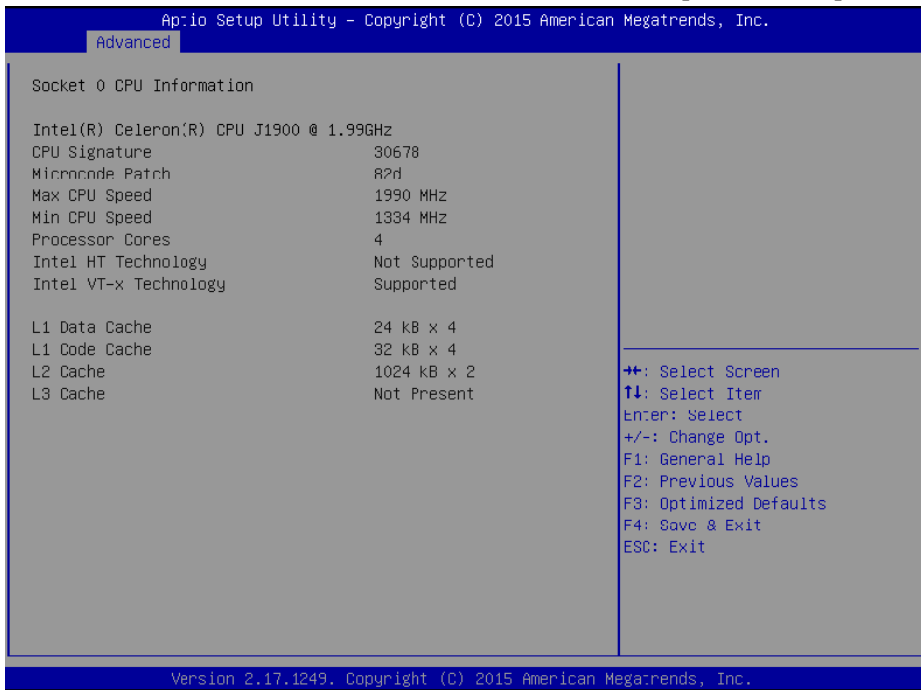 Aptio Setup Utility – Copyright (C) 2015 American Megatrends, Inc.
Advanced
Socket 0 CPU Information
Intel(R) Celeron(R) CPU J1900 @ 1.99GHz
CPU Signature 30678
Microcode Patch 82d
Max CPU Speed 1990 MHz
Min CPU Speed 1334 MHz
Processor Cores 4
Intel HT Technology Not Supported
Intel VT-x Technology Supported
L1 Data Cache 24 kB x 4
L1 Code Cache 32 kB x 4
L2 Cache 1024 kB x 2
L3 Cache Not Present
→←: Select Screen
↑↓: Select Item
Enter: Select
+/-: Change Opt.
F1: General Help
F2: Previous Values
F3: Optimized Defaults
F4: Save & Exit
ESC: Exit
Version 2.17.1249. Copyright (C) 2015 American Megatrends, Inc.